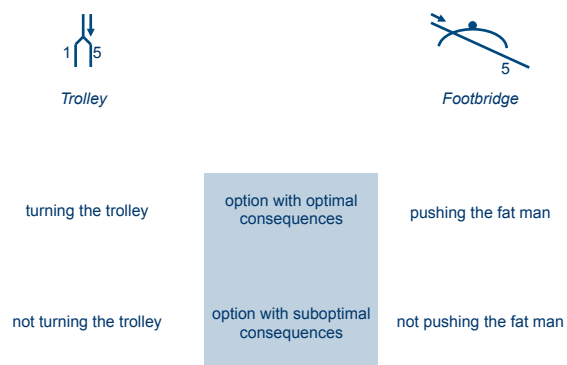 1 5
5
Trolley
Footbridge
turning the trolley
option with optimal
consequences
pushing the fat man
not turning the trolley
option with suboptimal
consequences
not pushing the fat man